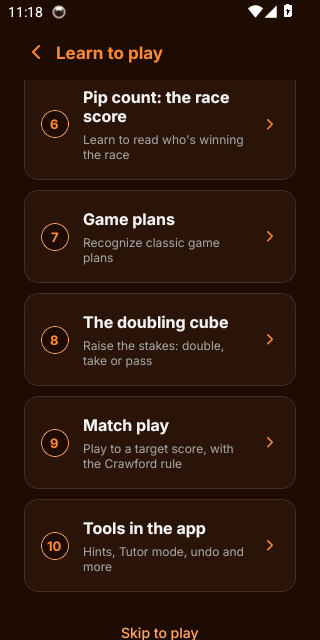 11:18
Learn to play
6
Pip count: the race
score
Learn to read who's winning
the race
7
Game plans
Recognize classic game
plans
8
The doubling cube
Raise the stakes: double,
take or pass
9
Match play
Play to a target score, with
the Crawford rule
10
Tools in the app
Hints, Tutor mode, undo and
more
Skip to play